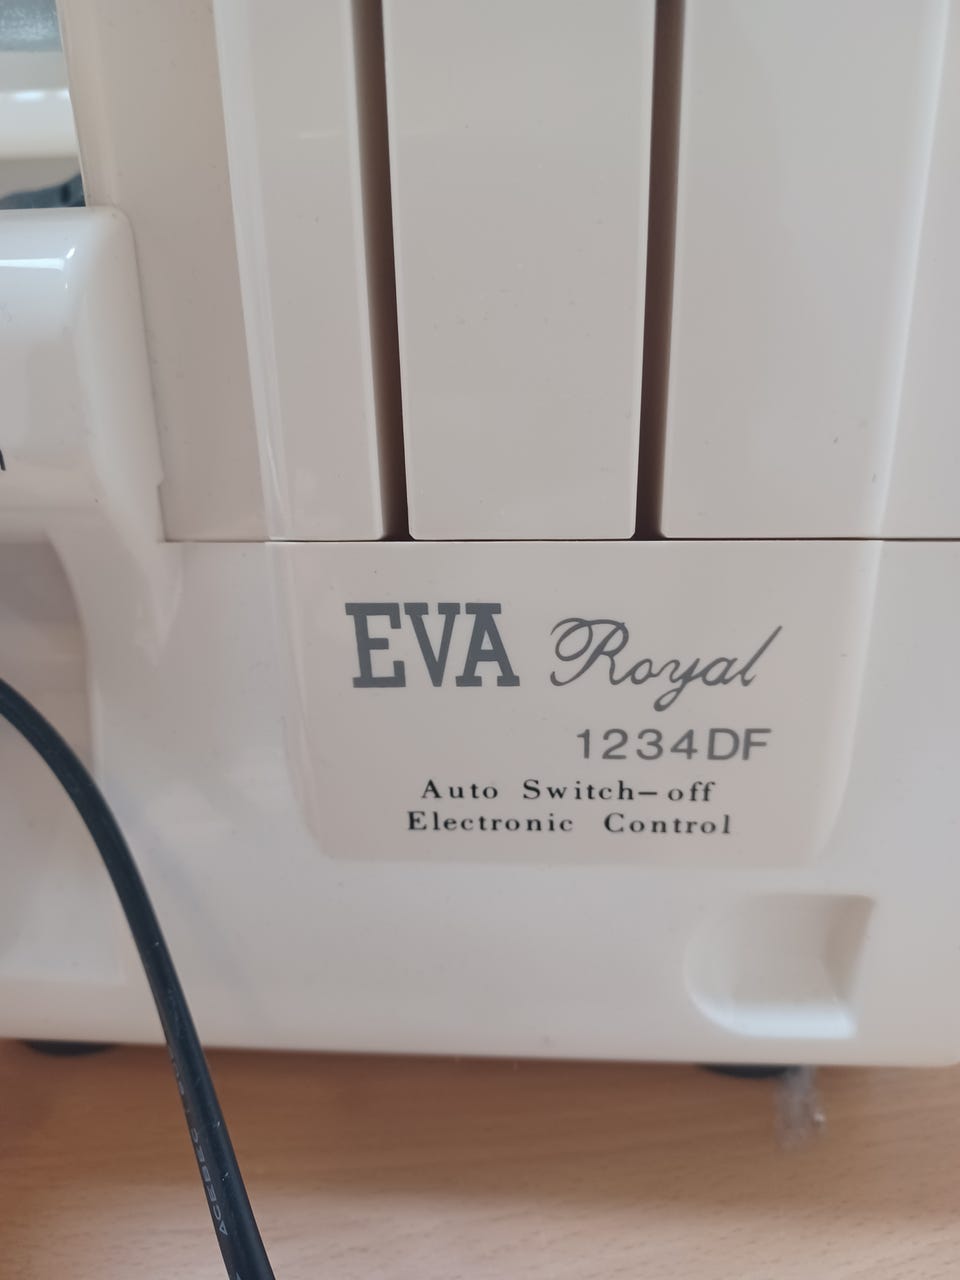 EVA Royal
1234DF
Auto Switch-off
Electronic Control